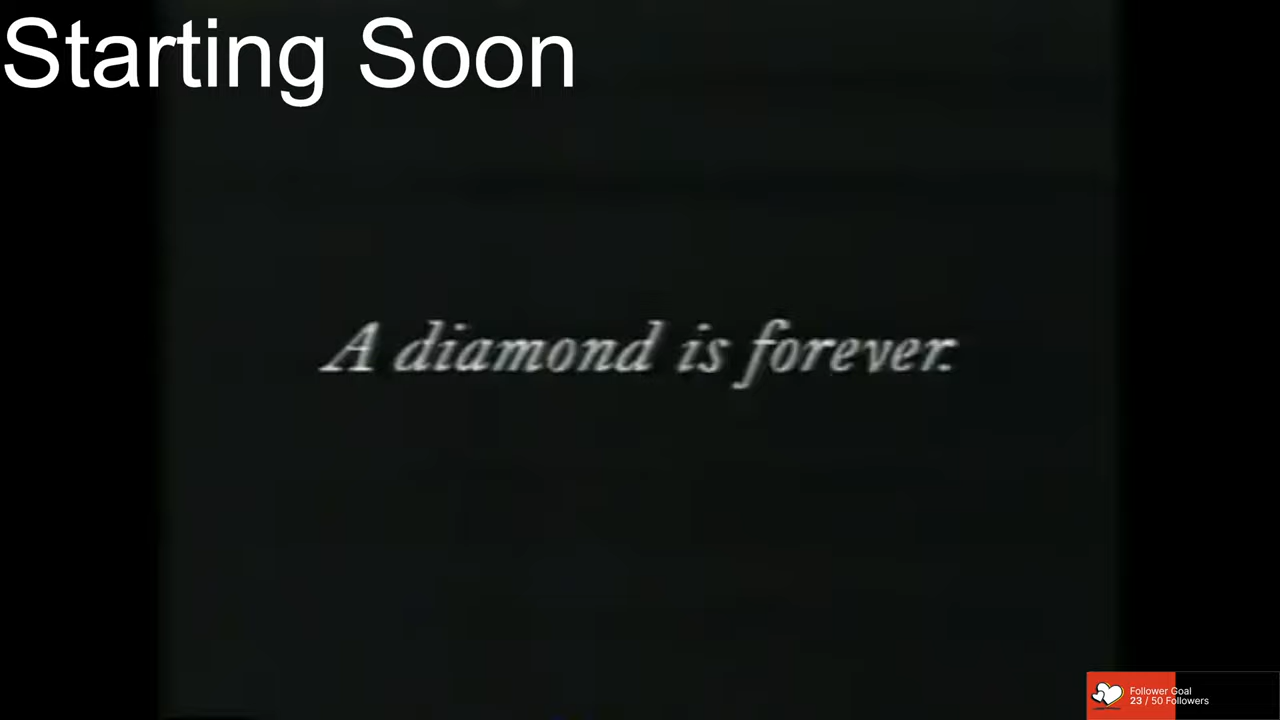 Starting Soon
A diamond is forever.
Follower Goal
23 / 50 Followers